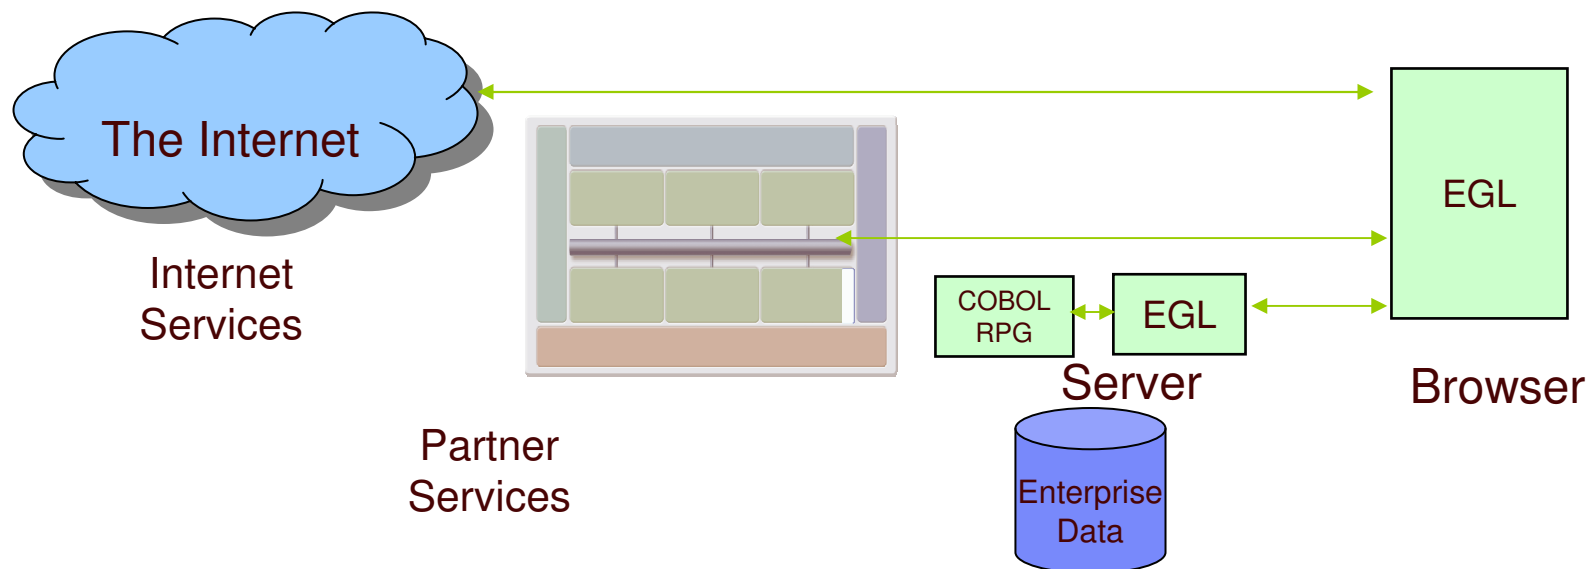 The Internet
Internet
Services
Partner
Services
COBOL
RPG
EGL
Server
Enterprise
Data
EGL
Browser